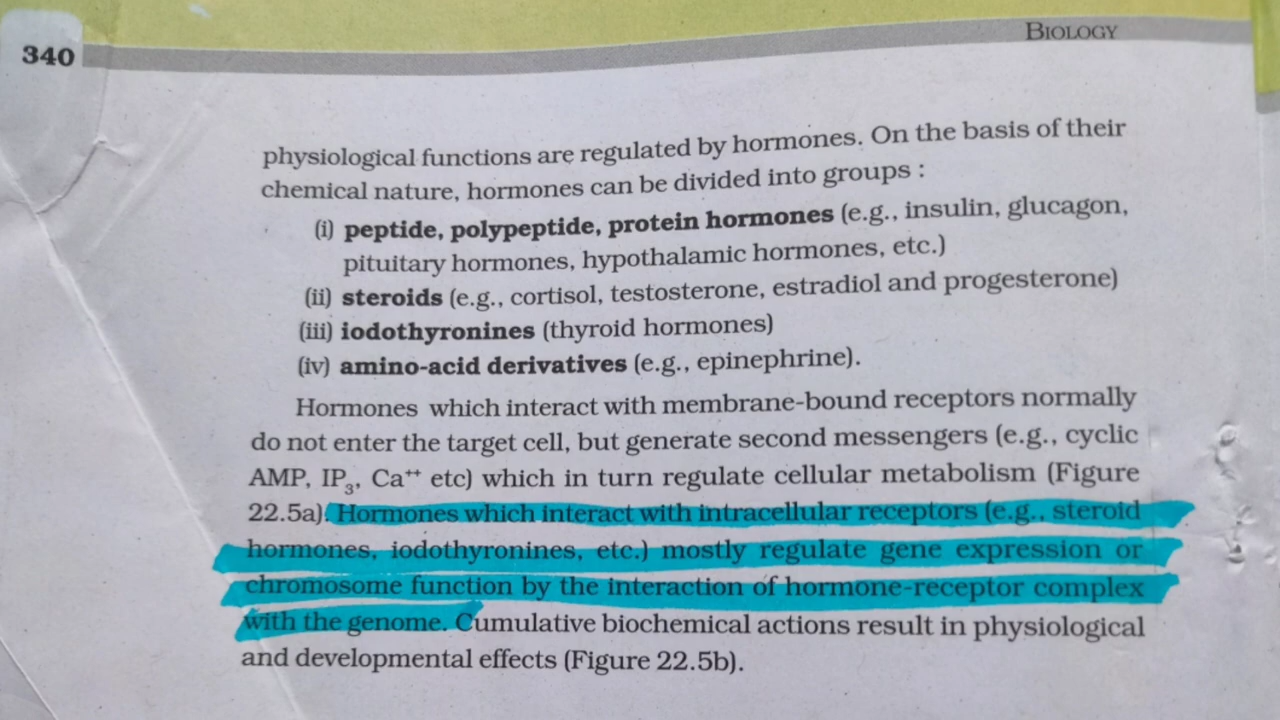 340
BIOLOGY
physiological functions are regulated by hormones. On the basis of their
chemical nature, hormones can be divided into groups :
(i) peptide, polypeptide, protein hormones (e.g., insulin, glucagon,
pituitary hormones, hypothalamic hormones, etc.)
(ii) steroids (e.g., cortisol, testosterone, estradiol and progesterone)
(iii) iodothyronines (thyroid hormones)
(iv) amino-acid derivatives (e.g., epinephrine).
Hormones which interact with membrane-bound receptors normally
do not enter the target cell, but generate second messengers (e.g., cyclic
AMP, IP₃, Ca⁺⁺ etc) which in turn regulate cellular metabolism (Figure
22.5a). Hormones which interact with intracellular receptors (e.g., steroid
hormones, iodothyronines, etc.) mostly regulate gene expression or
chromosome function by the interaction of hormone-receptor complex
with the genome. Cumulative biochemical actions result in physiological
and developmental effects (Figure 22.5b).